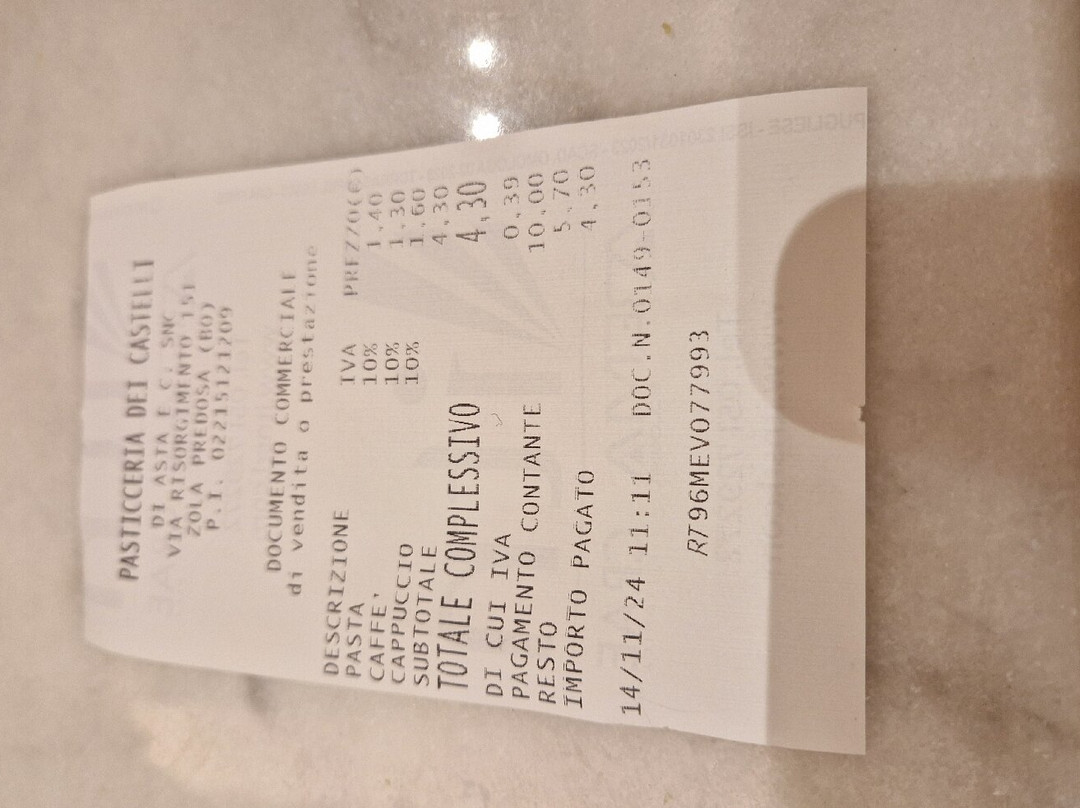 PASTICCERIA DEI CASTELLI
DI ASTA E C. SNC
VIA RISORGIMENTO 151
ZOLA PREDOSA (BO)
P.I. 02215121209
DOCUMENTO COMMERCIALE
di vendita o prestazione
DESCRIZIONE IVA PREZZO(€)
PASTA 10% 1,40
CAFFE' 10% 1,30
CAPPUCCIO 10% 1,60
SUBTOTALE 4,30
TOTALE COMPLESSIVO 4,30
DI CUI IVA 0,39
PAGAMENTO CONTANTE 10,00
RESTO 5,70
IMPORTO PAGATO 4,30
14/11/24 11:11 DOC.N.0149-0153
RT96MEV077993